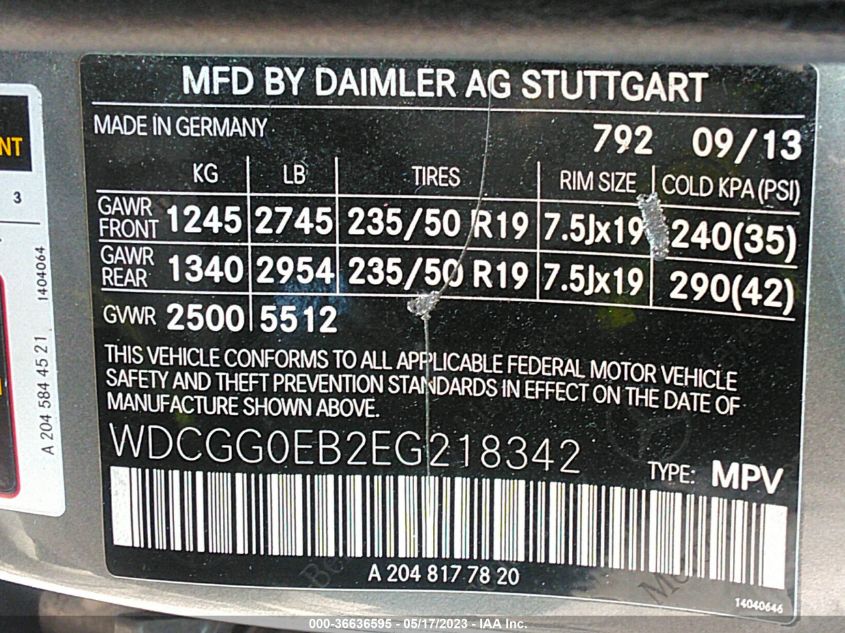 MFD BY DAIMLER AG STUTTGART
MADE IN GERMANY 792 09/13
KG LB TIRES RIM SIZE COLD KPA (PSI)
GAWR FRONT 1245 2745 235/50 R19 7.5Jx19 240(35)
GAWR REAR 1340 2954 235/50 R19 7.5Jx19 290(42)
GVWR 2500 5512
THIS VEHICLE CONFORMS TO ALL APPLICABLE FEDERAL MOTOR VEHICLE
SAFETY AND THEFT PREVENTION STANDARDS IN EFFECT ON THE DATE OF
MANUFACTURE SHOWN ABOVE.
WDCGG0EB2EG218342
TYPE: MPV
A 204 817 78 20
14040646
NT
3
A 204 584 45 21 1404064
000-36636595 - 05/17/2023 - IAA Inc.